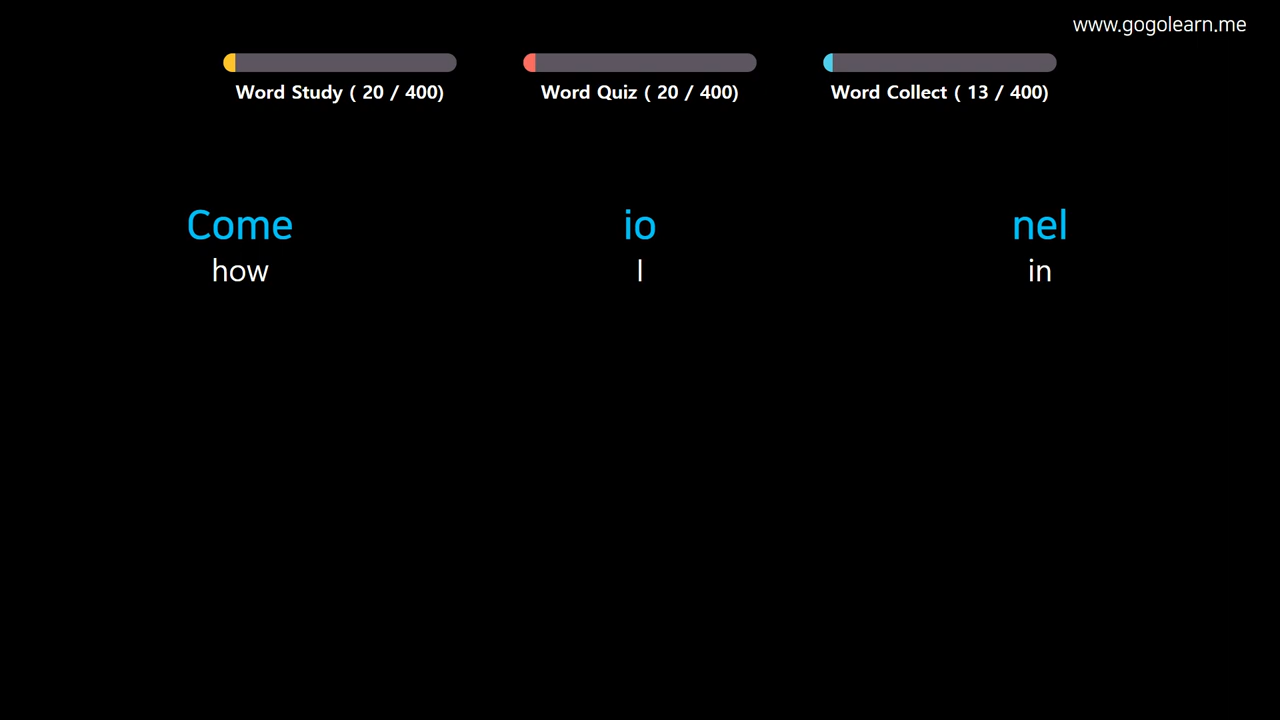 www.gogolearn.me
Word Study ( 20 / 400)
Word Quiz ( 20 / 400)
Word Collect ( 13 / 400)
Come io nel
how I in